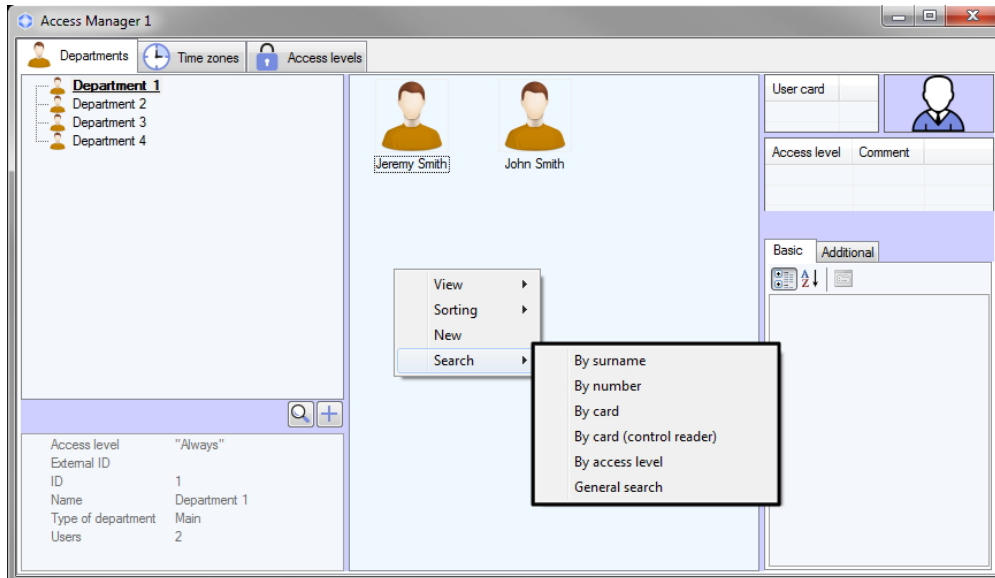 Access Manager 1
Departments
Time zones
Access levels
Department 1
Department 2
Department 3
Department 4
Jeremy Smith
John Smith
User card
Access level Comment
Basic
Additional
A
Z
View
Sorting
New
Search
By surname
By number
By card
By card (control reader)
By access level
General search
Access level "Always"
External ID
ID 1
Name Department 1
Type of department Main
Users 2